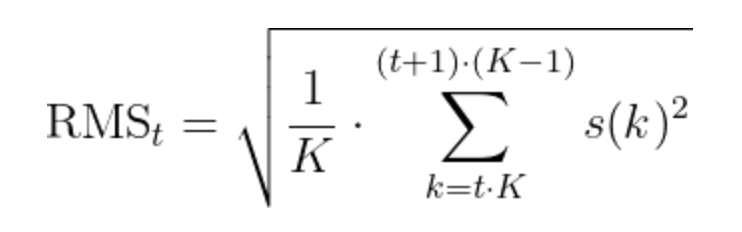 RMS_t = \sqrt{\frac{1}{K} \cdot \sum_{k=t \cdot K}^{(t+1) \cdot (K-1)} s(k)^2}